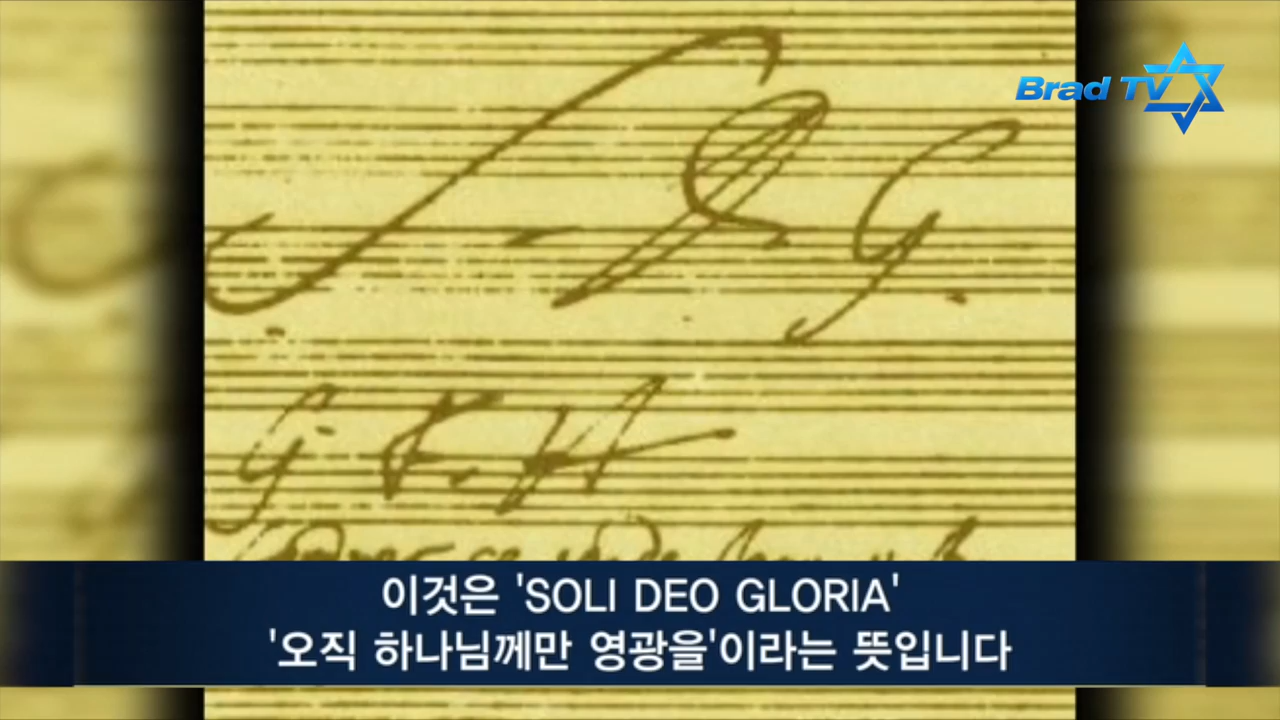 Brad TV
S. D. G.
G. F. H
이것은 'SOLI DEO GLORIA'
'오직 하나님께만 영광을'이라는 뜻입니다